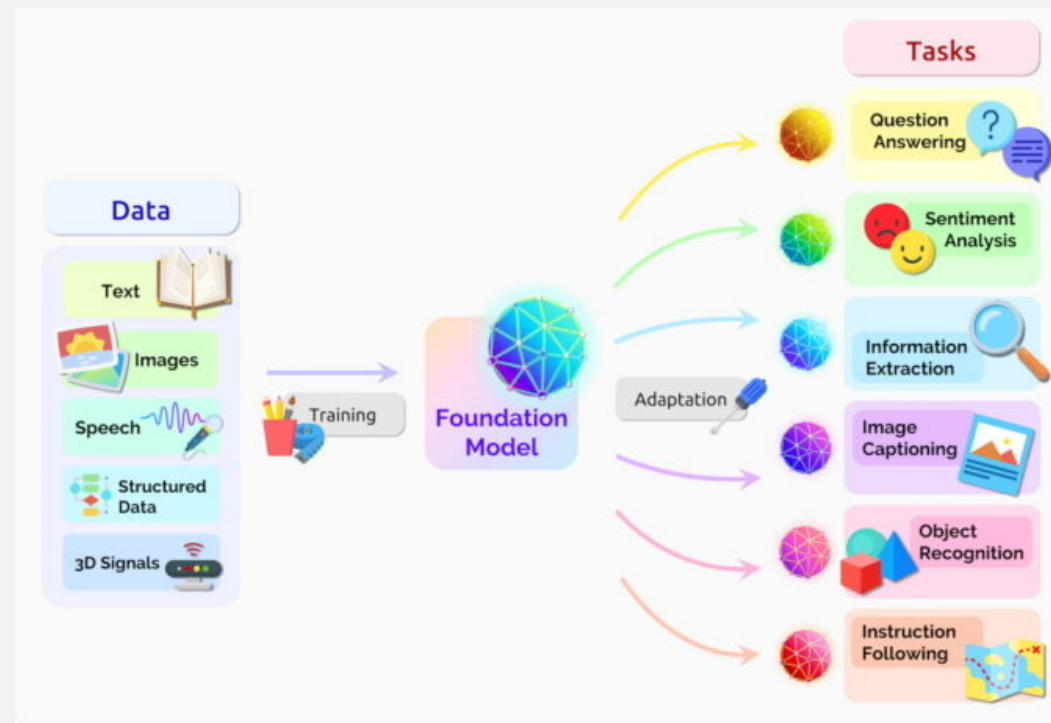 Data
Text
Images
Speech
Structured
Data
3D Signals
Training
Foundation
Model
Adaptation
Tasks
Question
Answering
?
Sentiment
Analysis
Information
Extraction
Image
Captioning
Object
Recognition
Instruction
Following